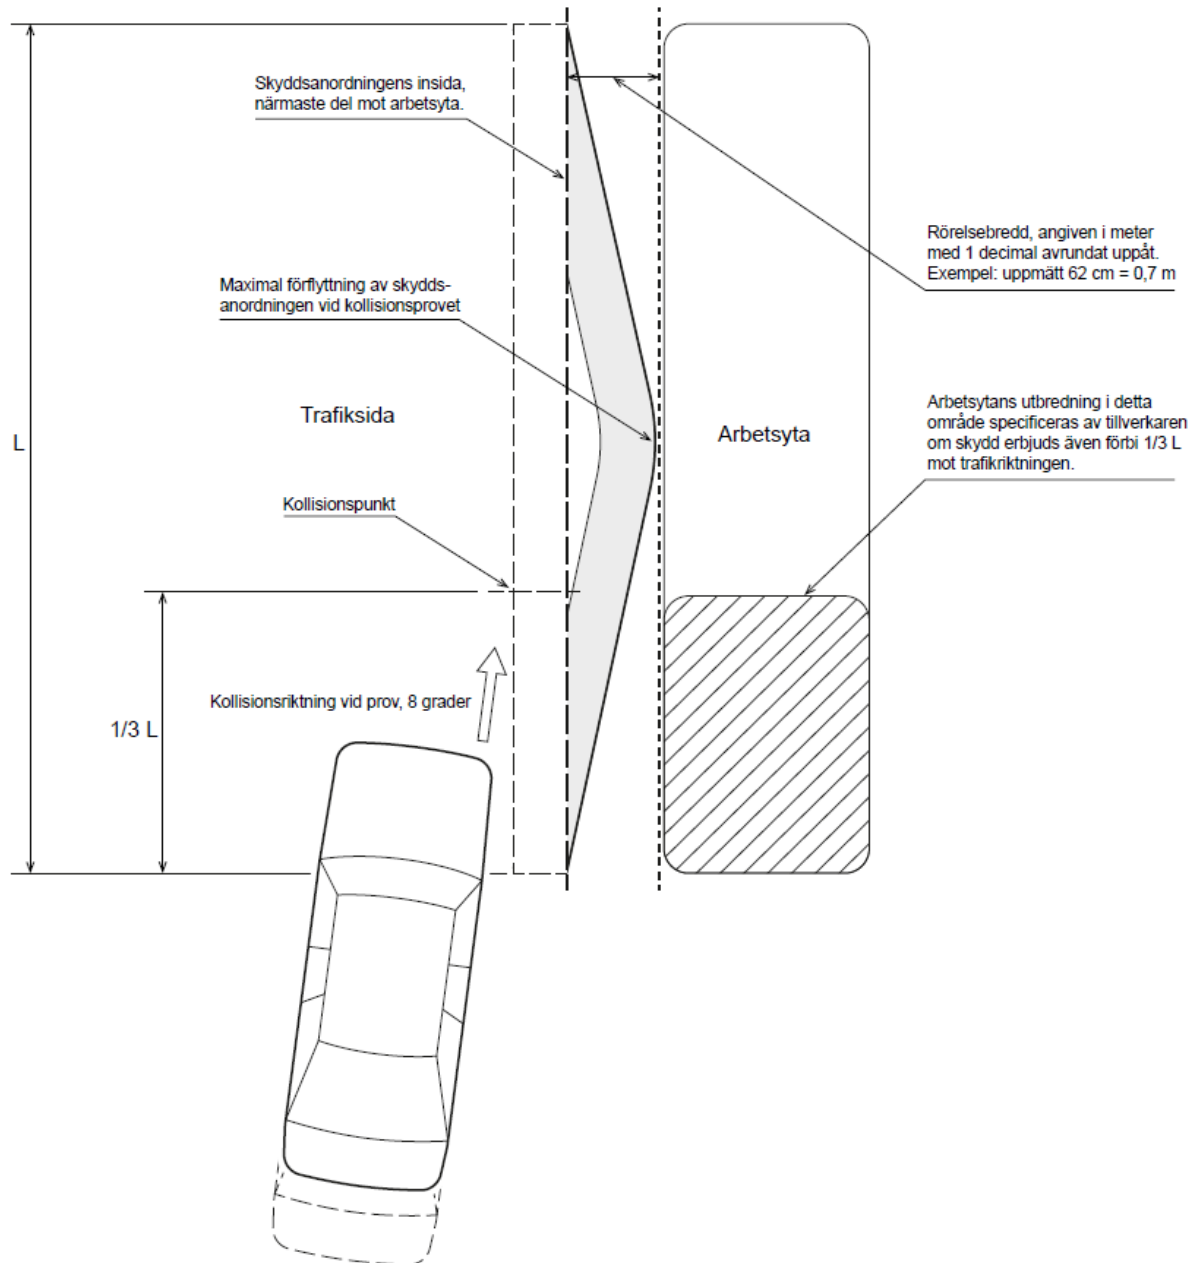 Skyddsanordningens insida,
närmaste del mot arbetsyta.
Rörelsebredd, angiven i meter
med 1 decimal avrundat uppåt.
Exempel: uppmätt 62 cm = 0,7 m
Maximal förflyttning av skydds-
anordningen vid kollisionsprovet
Trafiksida
Arbetsyta
Arbetsytans utbredning i detta
område specificeras av tillverkaren
om skydd erbjuds även förbi 1/3 L
mot trafikriktningen.
L
Kollisionspunkt
Kollisionsriktning vid prov, 8 grader
1/3 L